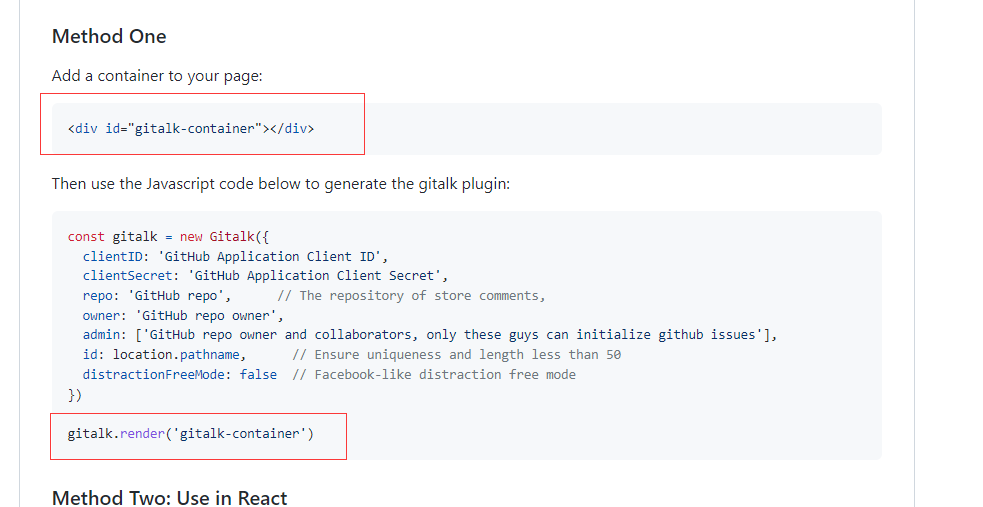 Method One
Add a container to your page:
<div id="gitalk-container"></div>
Then use the Javascript code below to generate the gitalk plugin:
const gitalk = new Gitalk({
  clientID: 'GitHub Application Client ID',
  clientSecret: 'GitHub Application Client Secret',
  repo: 'GitHub repo',      // The repository of store comments,
  owner: 'GitHub repo owner',
  admin: ['GitHub repo owner and collaborators, only these guys can initialize github issues'],
  id: location.pathname,      // Ensure uniqueness and length less than 50
  distractionFreeMode: false  // Facebook-like distraction free mode
})
gitalk.render('gitalk-container')
Method Two: Use in React